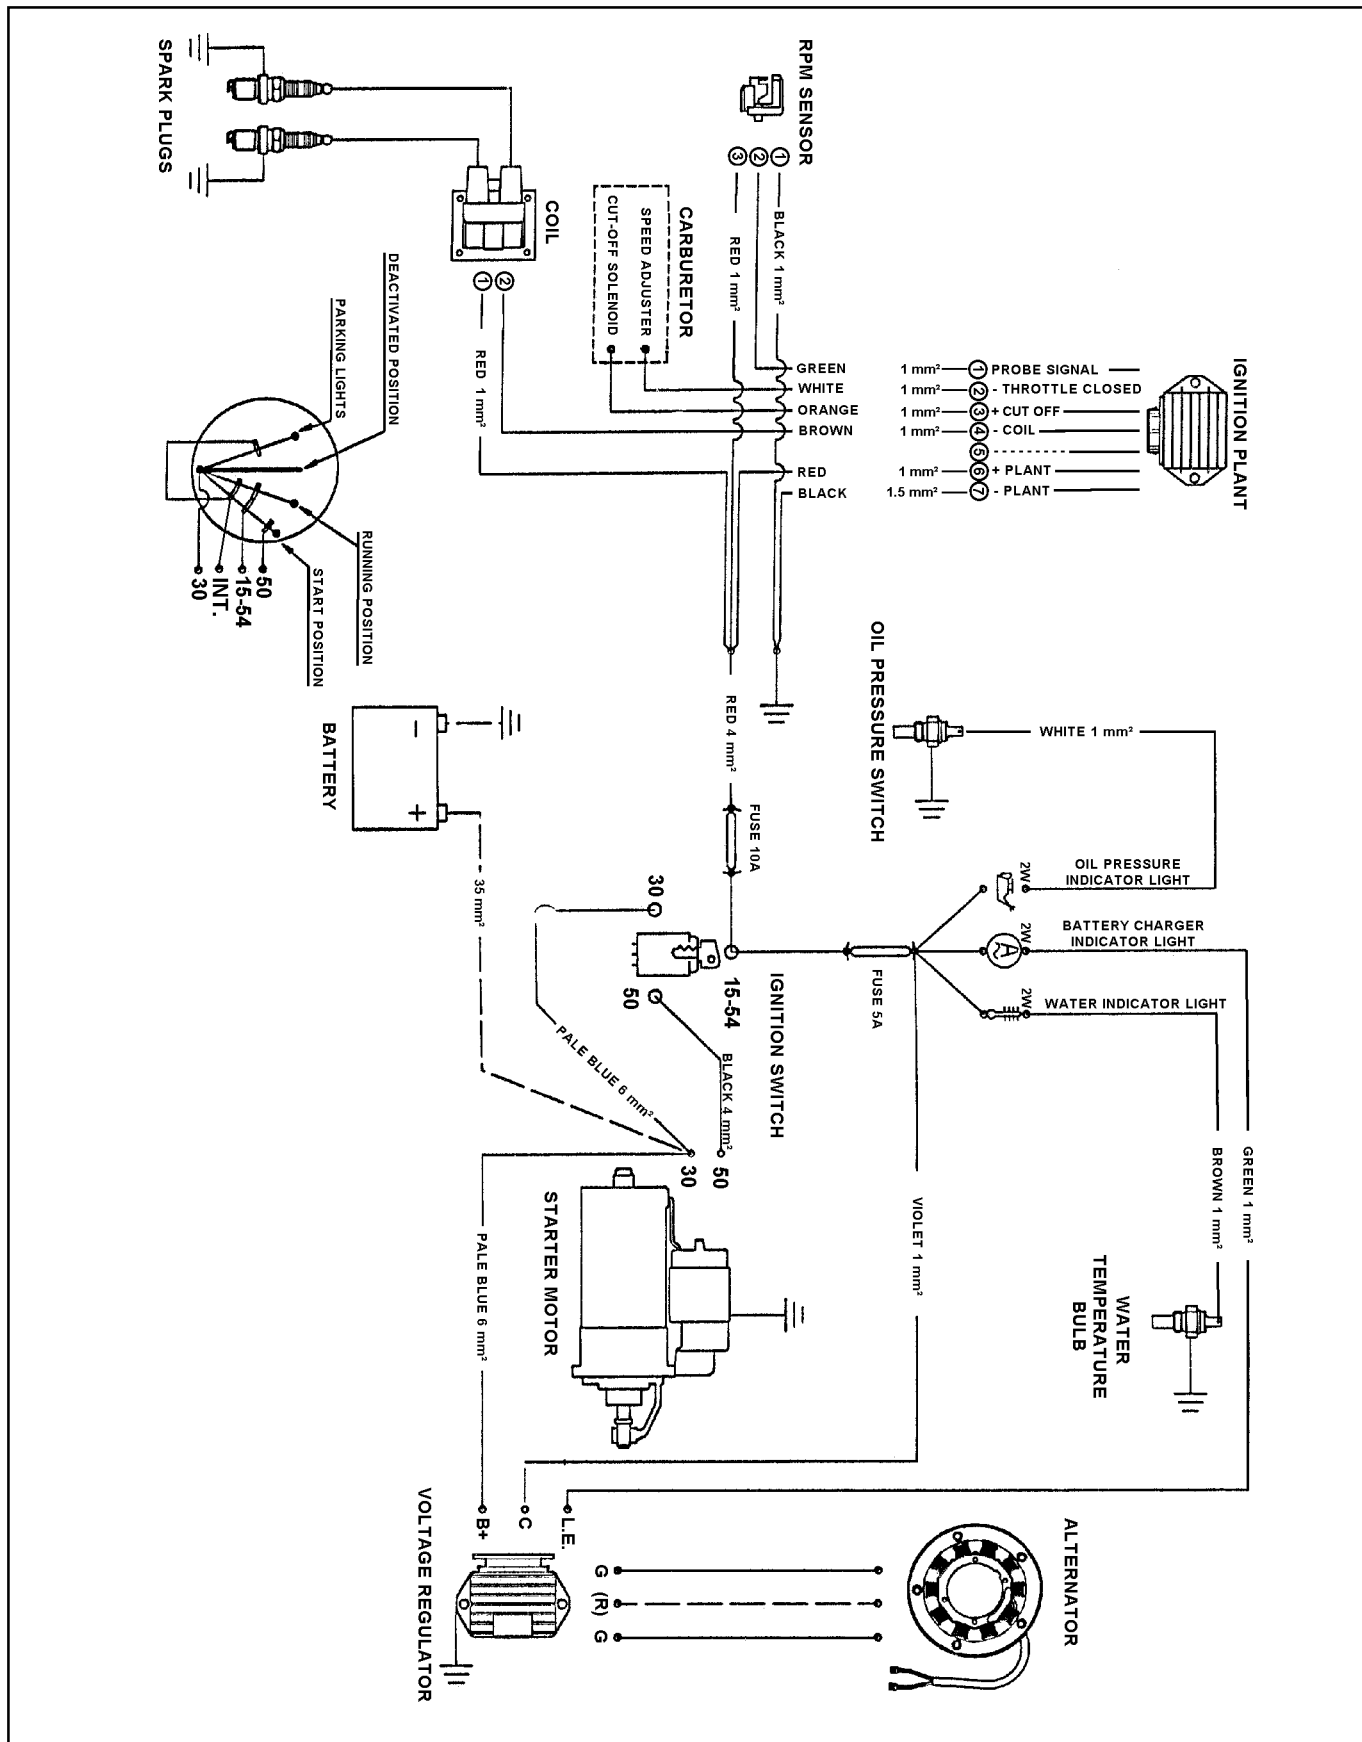 SPARK PLUGS
COIL
1
2
RED 1 mm²
RPM SENSOR
1
2
3
BLACK 1 mm²
RED 1 mm²
CARBURETOR
SPEED ADJUSTER
CUT-OFF SOLENOID
IGNITION PLANT
GREEN 1 mm² 1 PROBE SIGNAL
WHITE 1 mm² 2 - THROTTLE CLOSED
ORANGE 1 mm² 3 + CUT OFF
BROWN 1 mm² 4 - COIL
5
RED 1 mm² 6 + PLANT
BLACK 1.5 mm² 7 - PLANT
DEACTIVATED POSITION
PARKING LIGHTS
RUNNING POSITION
START POSITION
30
INT.
15-54
50
BATTERY
-
+
35 mm²
RED 4 mm²
FUSE 10A
OIL PRESSURE SWITCH
WHITE 1 mm²
OIL PRESSURE
INDICATOR LIGHT
2W
BATTERY CHARGER
INDICATOR LIGHT
2W
A
WATER INDICATOR LIGHT
2W
FUSE 5A
IGNITION SWITCH
30
15-54
50
PALE BLUE 6 mm²
BLACK 4 mm²
50
30
STARTER MOTOR
VIOLET 1 mm²
GREEN 1 mm²
BROWN 1 mm²
WATER
TEMPERATURE
BULB
PALE BLUE 6 mm²
B+
C
L.E.
VOLTAGE REGULATOR
G
(R)
G
ALTERNATOR